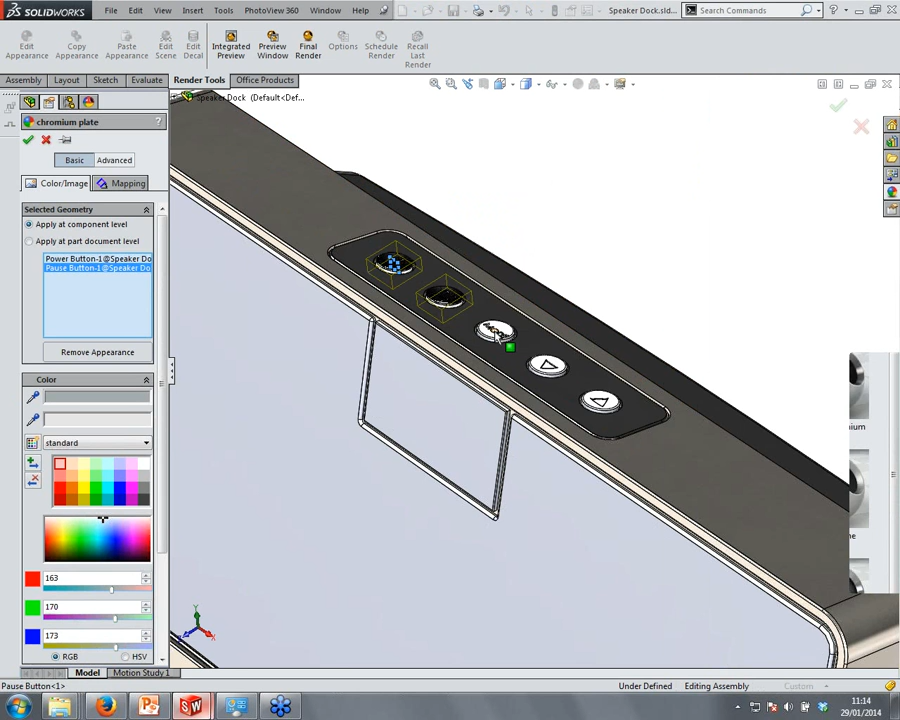 SOLIDWORKS File Edit View Insert Tools PhotoView 360 Window Help Speaker Dock.sld... Search Commands
Edit Appearance Copy Appearance Paste Appearance Edit Scene Edit Decal Integrated Preview Preview Window Final Render Options Schedule Render Recall Last Render
Assembly Layout Sketch Evaluate Render Tools Office Products
Speaker Dock (Default<Def...
chromium plate ?
Basic Advanced
Color/Image Mapping
Selected Geometry
Apply at component level
Apply at part document level
Power Button-1@Speaker Do
Pause Button-1@Speaker Do
Remove Appearance
Color
standard
163
170
173
RGB HSV
Y
X
Z
Model Motion Study 1
Pause Button<1> Under Defined Editing Assembly Custom
11:14
29/01/2014